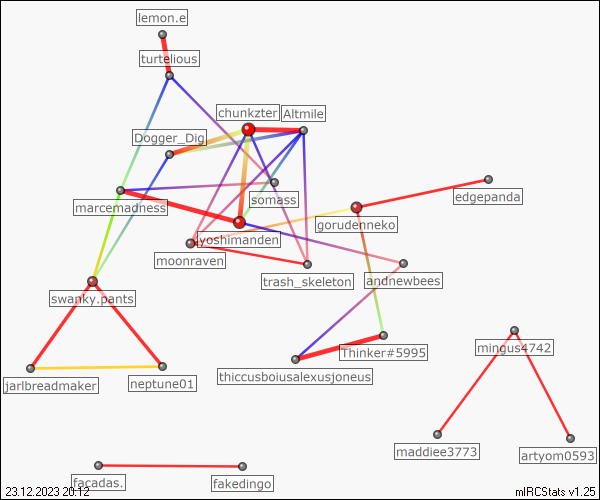 lemon.e
turtelious
chunkzter
Altmile
Dogger_Dig
somass
edgepanda
marcemadness
gorudenneko
yoshimanden
moonraven
trash_skeleton
andnewbees
swanky.pants
Thinker#5995
mingus4742
jarlbreadmaker
neptune01
thiccusboiusalexusjoneus
maddiee3773
artyom0593
facadas.
fakedingo
23.12.2023 20:12
mIRCStats v1.25